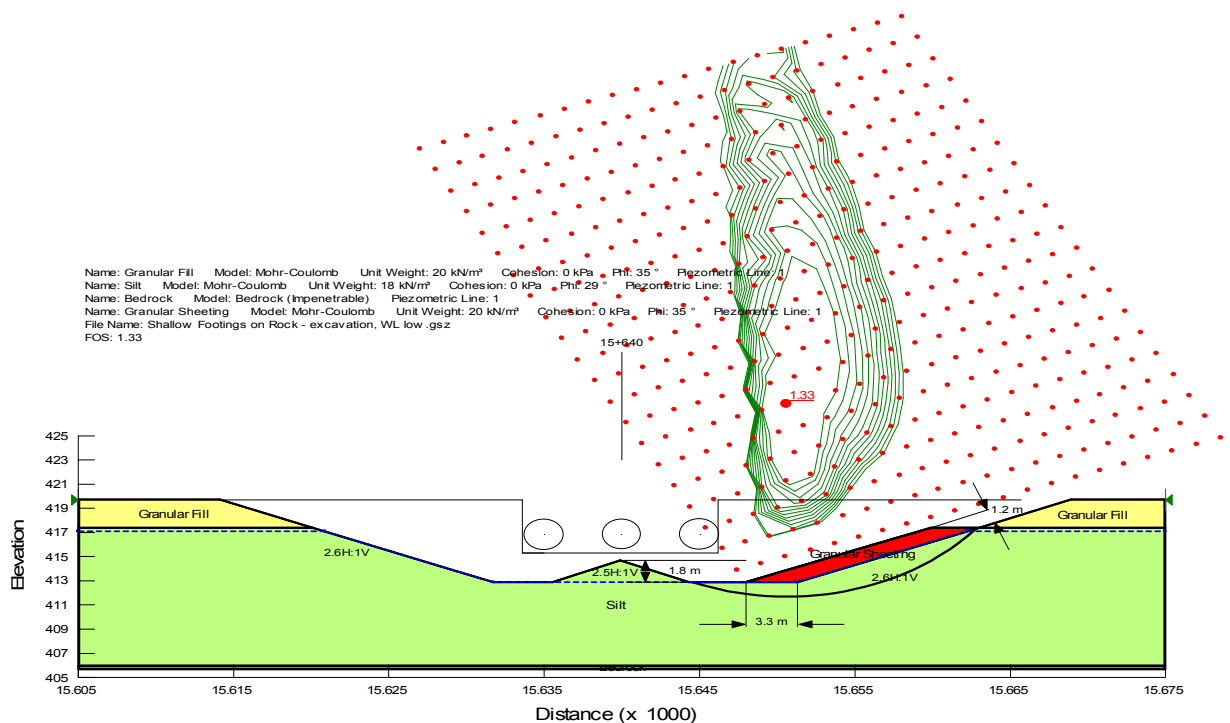 Name: Granular Fill Model: Mohr-Coulomb Unit Weight: 20 kN/m³ Cohesion: 0 kPa Phi: 35 ° Piezometric Line: 1
Name: Silt Model: Mohr-Coulomb Unit Weight: 18 kN/m³ Cohesion: 0 kPa Phi: 29 ° Piezometric Line: 1
Name: Bedrock Model: Bedrock (Impenetrable) Piezometric Line: 1
Name: Granular Sheeting Model: Mohr-Coulomb Unit Weight: 20 kN/m³ Cohesion: 0 kPa Phi: 35 ° Piezometric Line: 1
File Name: Shallow Footings on Rock - excavation, WL low .gsz
FOS: 1.33
15+640
1.33
425
423
421
419
417
415
413
411
409
407
405
Elevation
Granular Fill
1.2 m
Granular Fill
2.6H:1V
Granular Sheeting
2.5H:1V
1.8 m
2.6H:1V
Silt
3.3 m
Bedrock
15.605
15.615
15.625
15.635
15.645
15.655
15.665
15.675
Distance (x 1000)